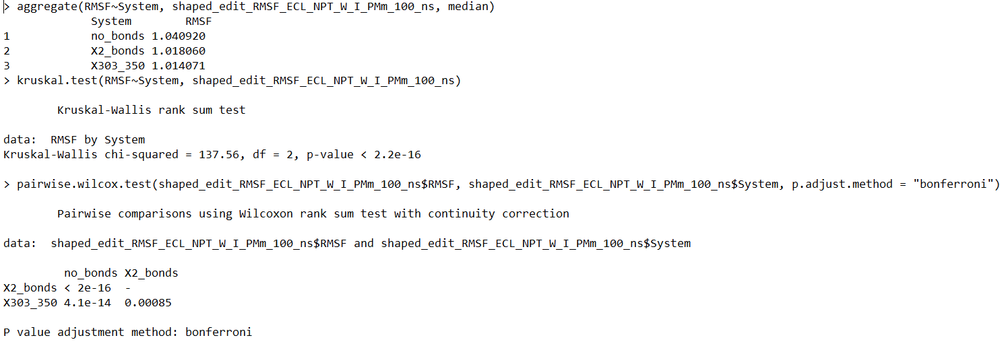 > aggregate(RMSF~System, shaped_edit_RMSF_ECL_NPT_W_I_PMm_100_ns, median)
             System      RMSF
1            no_bonds 1.040920
2            X2_bonds 1.018060
3            X303_350 1.014071
> kruskal.test(RMSF~System, shaped_edit_RMSF_ECL_NPT_W_I_PMm_100_ns)
        Kruskal-Wallis rank sum test
data:  RMSF by System
Kruskal-Wallis chi-squared = 137.56, df = 2, p-value < 2.2e-16
> pairwise.wilcox.test(shaped_edit_RMSF_ECL_NPT_W_I_PMm_100_ns$RMSF, shaped_edit_RMSF_ECL_NPT_W_I_PMm_100_ns$System, p.adjust.method = "bonferroni")
        Pairwise comparisons using Wilcoxon rank sum test with continuity correction
data:  shaped_edit_RMSF_ECL_NPT_W_I_PMm_100_ns$RMSF and shaped_edit_RMSF_ECL_NPT_W_I_PMm_100_ns$System
         no_bonds X2_bonds
X2_bonds < 2e-16  -
X303_350 4.1e-14  0.00085
P value adjustment method: bonferroni